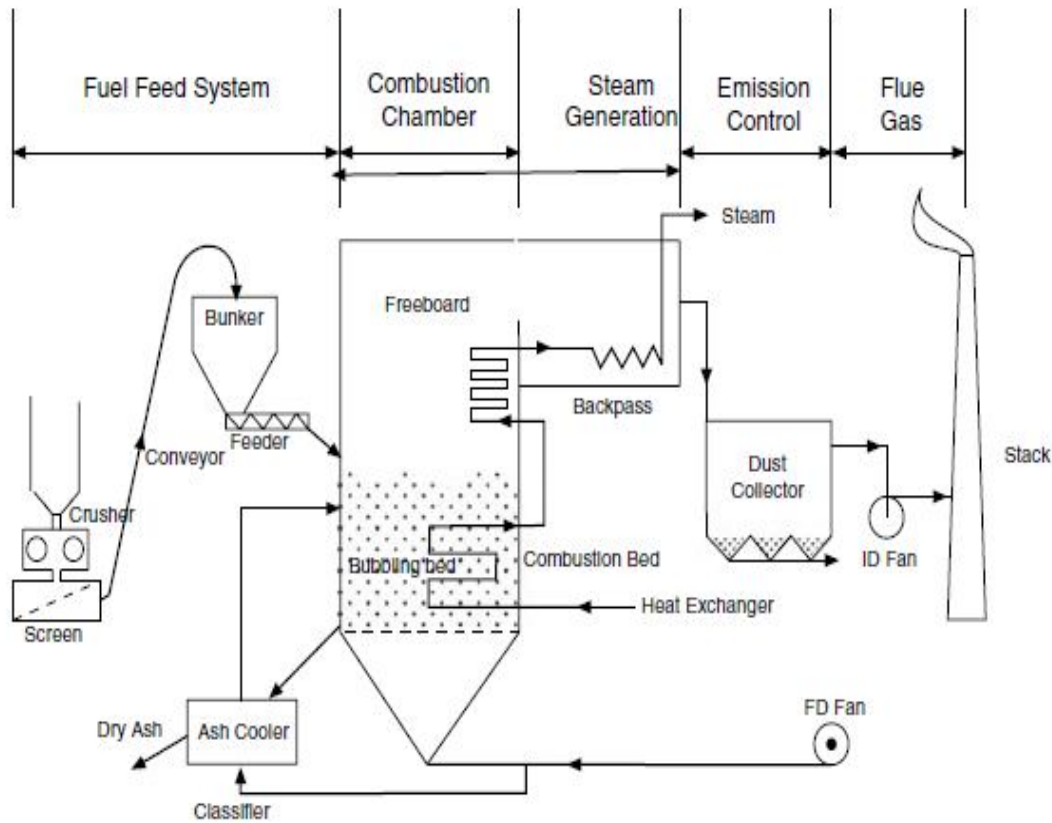 Fuel Feed System
Combustion
Chamber
Steam
Generation
Emission
Control
Flue
Gas
Steam
Bunker
Freeboard
Feeder
Backpass
Conveyor
Dust
Collector
Stack
Crusher
Bubbling bed
Combustion Bed
ID Fan
Heat Exchanger
Screen
FD Fan
Dry Ash
Ash Cooler
Classifier